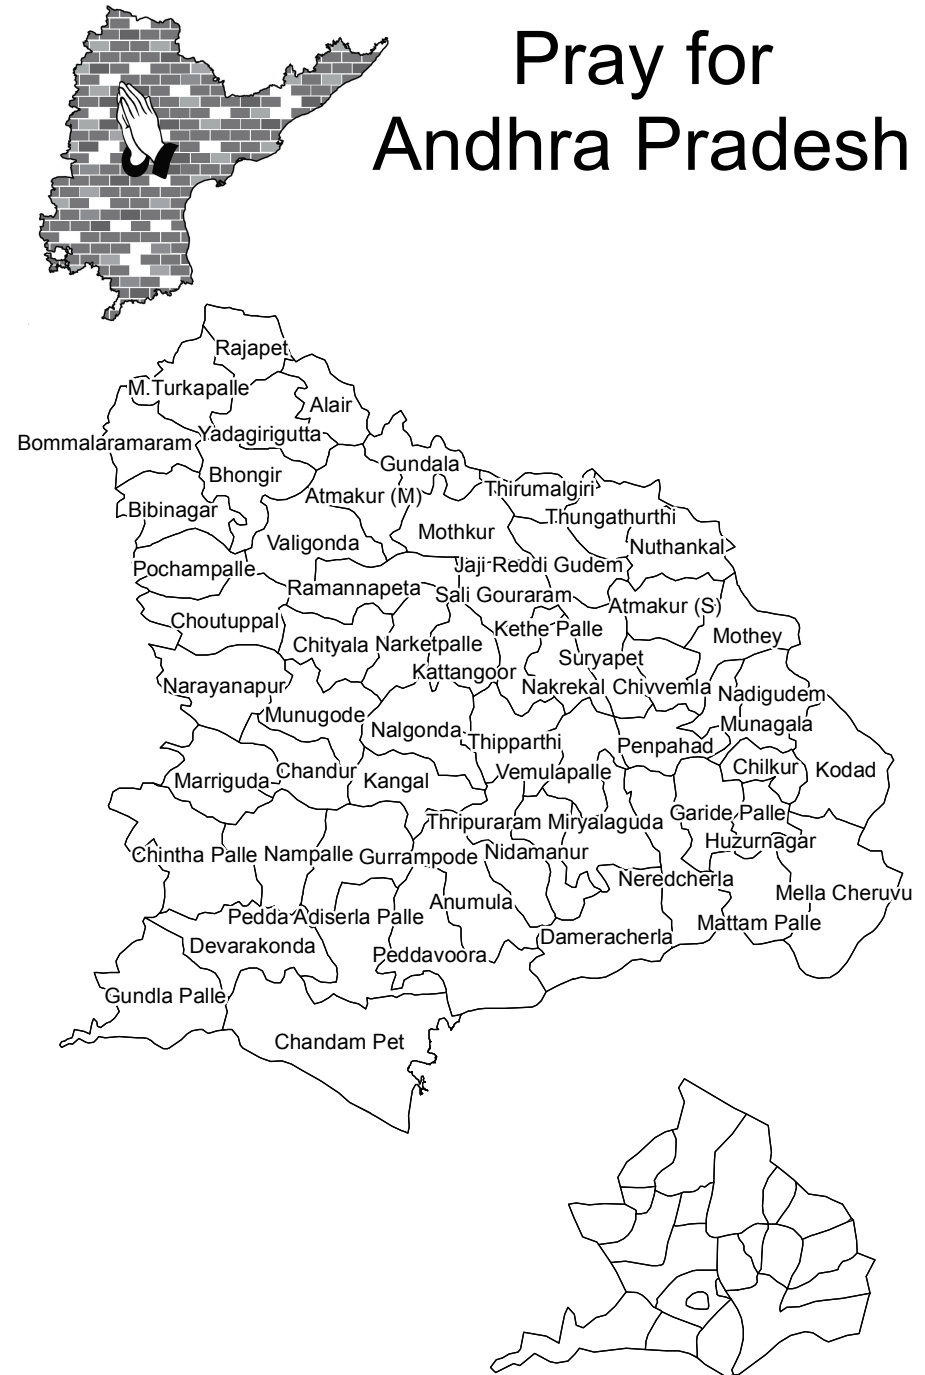 Pray for
Andhra Pradesh
Rajapet
M.Turkapalle
Alair
Bommalaramaram
Yadagirigutta
Gundala
Bhongir
Thirumalgiri
Atmakur (M)
Bibinagar
Thungathurthi
Mothkur
Valigonda
Nuthankal
Jaji-Reddi Gudem
Pochampalle
Ramannapeta
Sali Gouraram
Atmakur (S)
Choutuppal
Kethe Palle
Mothey
Chityala
Narketpalle
Suryapet
Kattangoor
Narayanapur
Nakrekal
Chivvemla
Nadigudem
Munugode
Munagala
Nalgonda
Thipparthi
Penpahad
Marriguda
Chandur
Kangal
Vemulapalle
Chilkur
Kodad
Garide Palle
Thripuraram
Miryalaguda
Huzurnagar
Chintha Palle
Nampalle
Gurrampode
Nidamanur
Neredcherla
Mella Cheruvu
Anumula
Pedda Adiserla Palle
Mattam Palle
Devarakonda
Dameracherla
Peddavoora
Gundla Palle
Chandam Pet